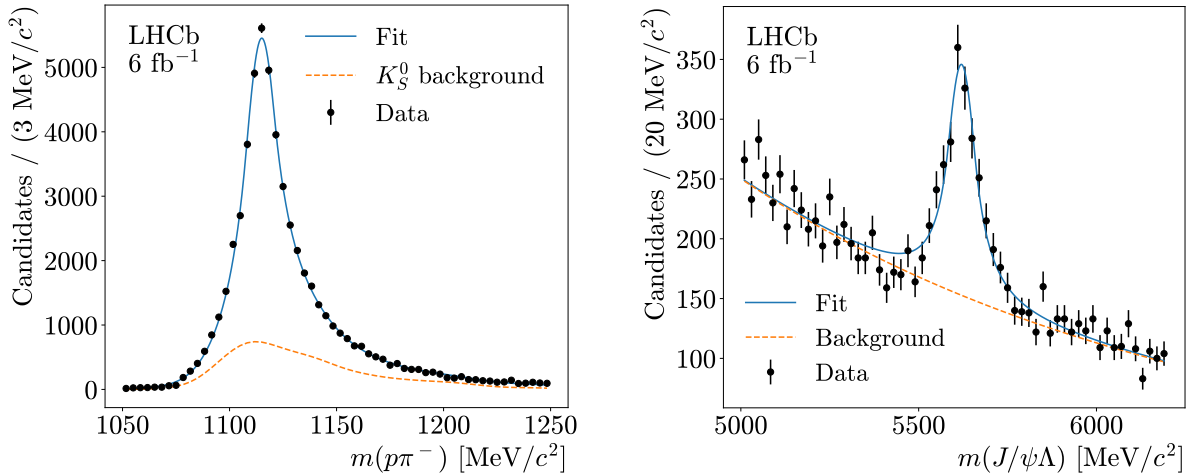 Candidates / (3 MeV/c²)
LHCb
6 fb⁻¹
Fit
K⁰_S background
Data
5000
4000
3000
2000
1000
0
1050
1100
1150
1200
1250
m(pπ⁻) [MeV/c²]
Candidates / (20 MeV/c²)
LHCb
6 fb⁻¹
350
300
250
200
150
100
Fit
Background
Data
5000
5500
6000
m(J/ψΛ) [MeV/c²]